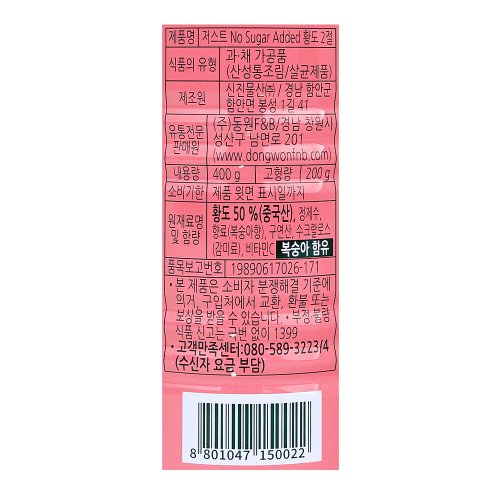 제품명 저스트 No Sugar Added 황도 2절
식품의 유형 과·채 가공품
(산성통조림/살균제품)
제조원 신진물산㈜ / 경남 함안군
함안면 봉성 1길 41
유통전문
판매원 (주)동원F&B/경남 창원시
성산구 남면로 201
(www.dongwonfnb.com)
내용량 400 g 고형량 200 g
소비기한 제품 윗면 표시일까지
원재료명
및 함량 황도 50 %(중국산), 정제수,
향료(복숭아향), 구연산, 수크랄로스
(감미료), 비타민C 복숭아 함유
품목보고번호 19890617026-171
• 본 제품은 소비자 분쟁해결 기준에
의거, 구입처에서 교환, 환불 또는
보상을 받을 수 있습니다 • 부정·불량
식품 신고는 국번 없이 1399
• 고객만족센터:080-589-3223/4
(수신자 요금 부담)
8 801047 150022